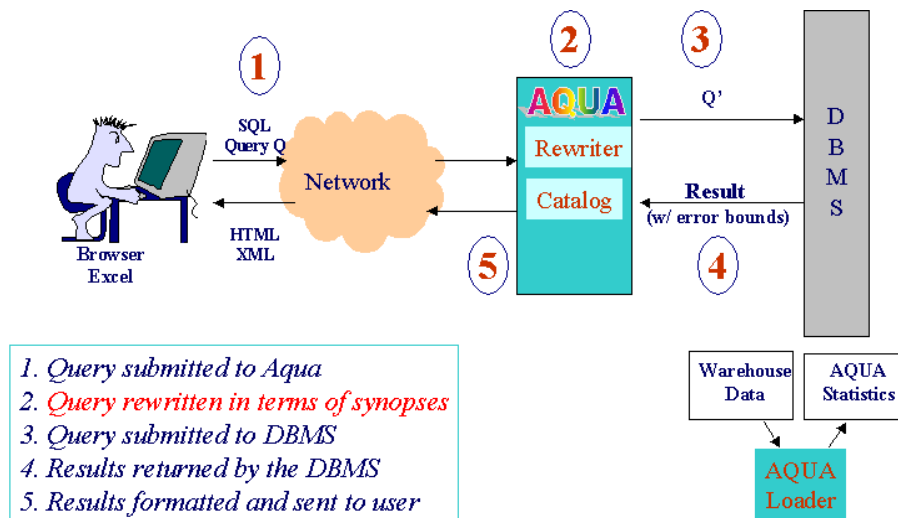 1
2
3
SQL
Query Q
Network
HTML
XML
Browser
Excel
AQUA
Rewriter
Catalog
Q’
Result
(w/ error bounds)
D
B
M
S
5
4
1. Query submitted to Aqua
2. Query rewritten in terms of synopses
3. Query submitted to DBMS
4. Results returned by the DBMS
5. Results formatted and sent to user
Warehouse
Data
AQUA
Statistics
AQUA
Loader